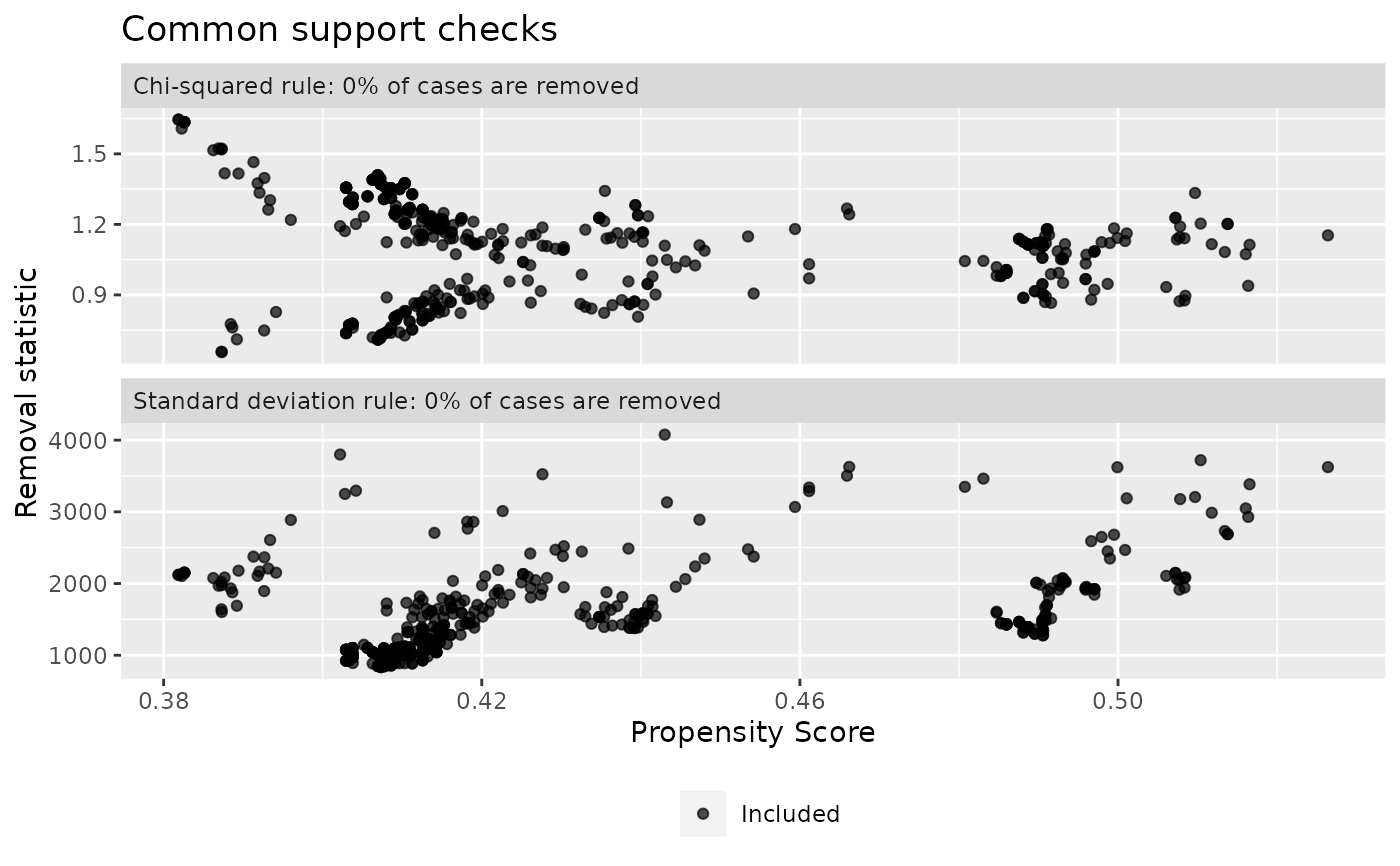 Common support checks
Chi-squared rule: 0% of cases are removed
1.5
1.2
0.9
Removal statistic
Standard deviation rule: 0% of cases are removed
4000
3000
2000
1000
0.38 0.42 0.46 0.50
Propensity Score
Included